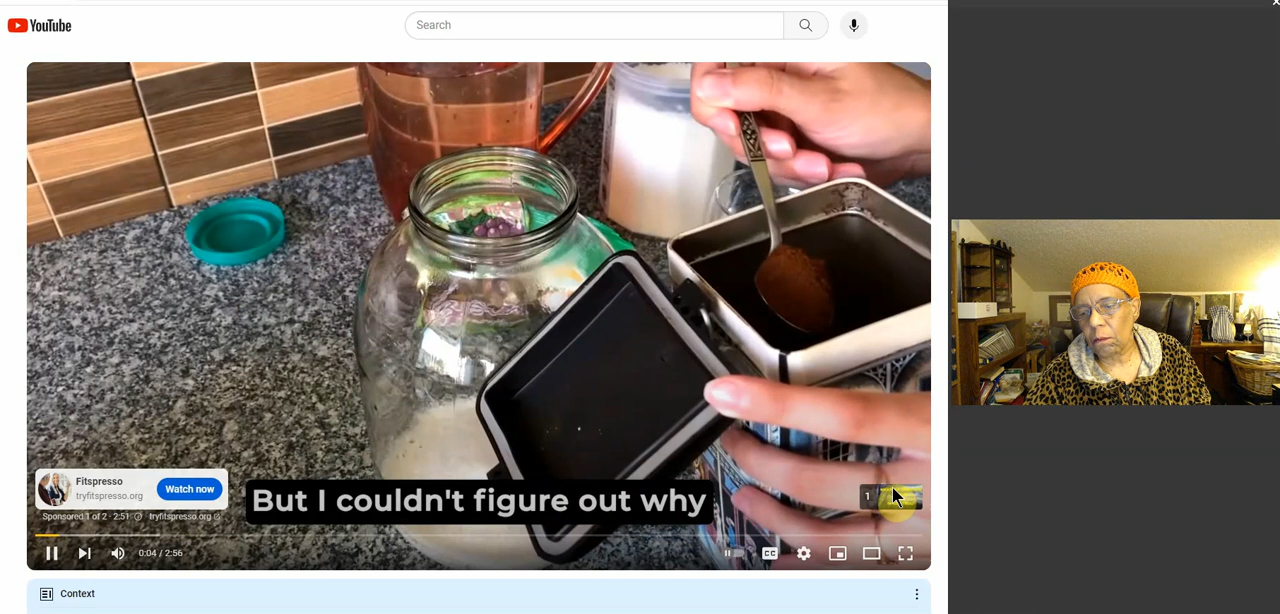 YouTube
Search
But I couldn't figure out why
Fitspresso
tryfitspresso.org
Watch now
Sponsored 1 of 2 · 2:51
tryfitspresso.org
1
0:04 / 2:56
CC
Context